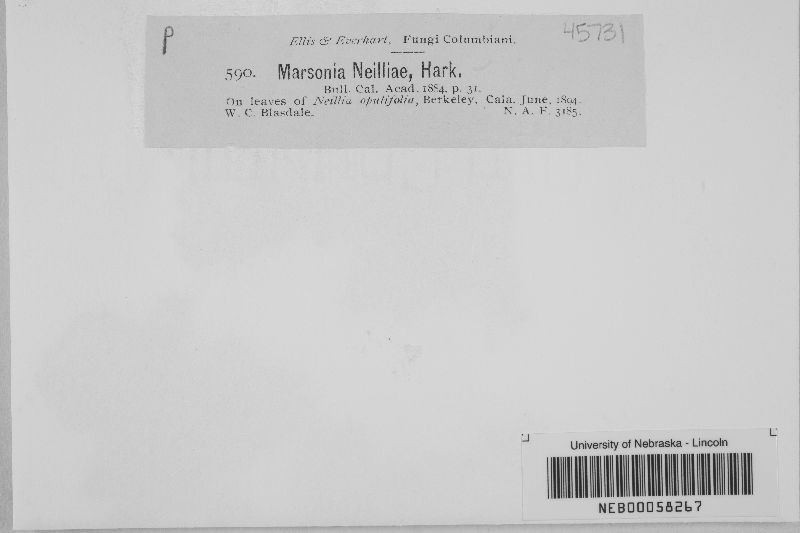 P
45731
Ellis & Everhart, Fungi Columbiani.
590. Marsonia Neilliae, Hark.
Bull. Cal. Acad. 1884, p. 31.
On leaves of Neillia opulifolia, Berkeley, Cala. June, 1894.
W. C. Blasdale. N. A. F. 3185.
University of Nebraska - Lincoln
NEB00058267